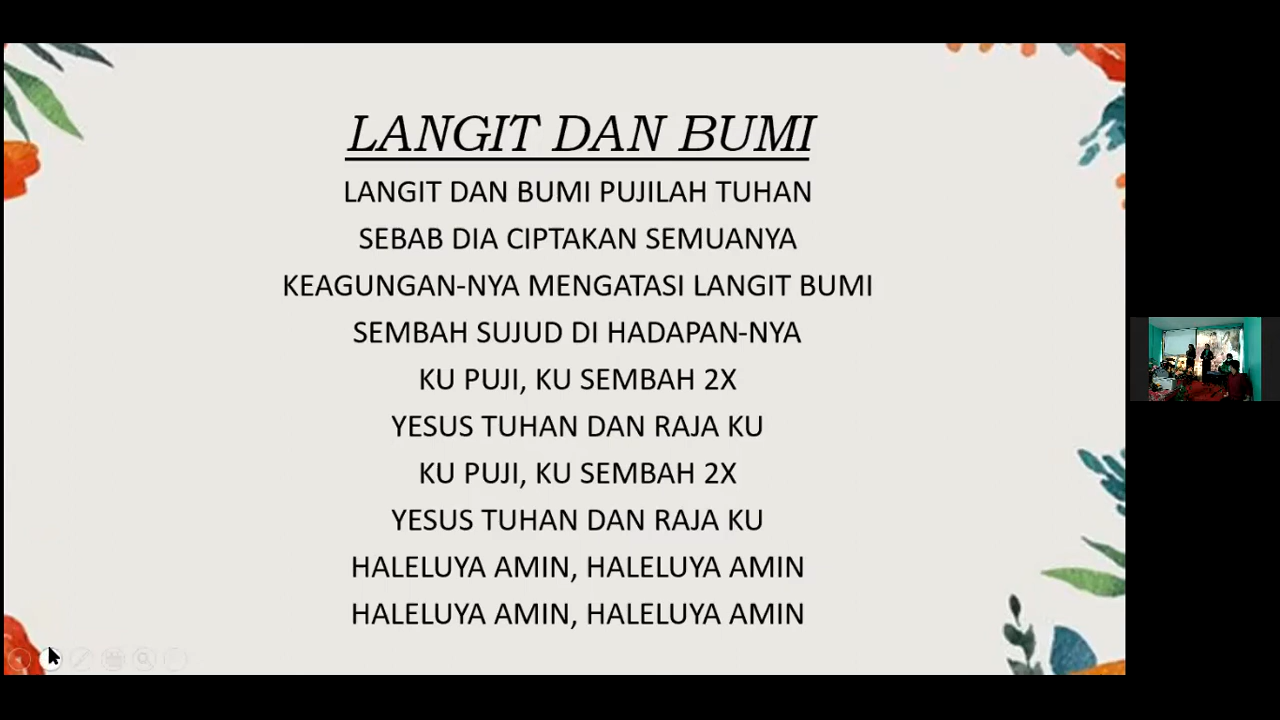 LANGIT DAN BUMI
LANGIT DAN BUMI PUJILAH TUHAN
SEBAB DIA CIPTAKAN SEMUANYA
KEAGUNGAN-NYA MENGATASI LANGIT BUMI
SEMBAH SUJUD DI HADAPAN-NYA
KU PUJI, KU SEMBAH 2X
YESUS TUHAN DAN RAJA KU
KU PUJI, KU SEMBAH 2X
YESUS TUHAN DAN RAJA KU
HALELUYA AMIN, HALELUYA AMIN
HALELUYA AMIN, HALELUYA AMIN